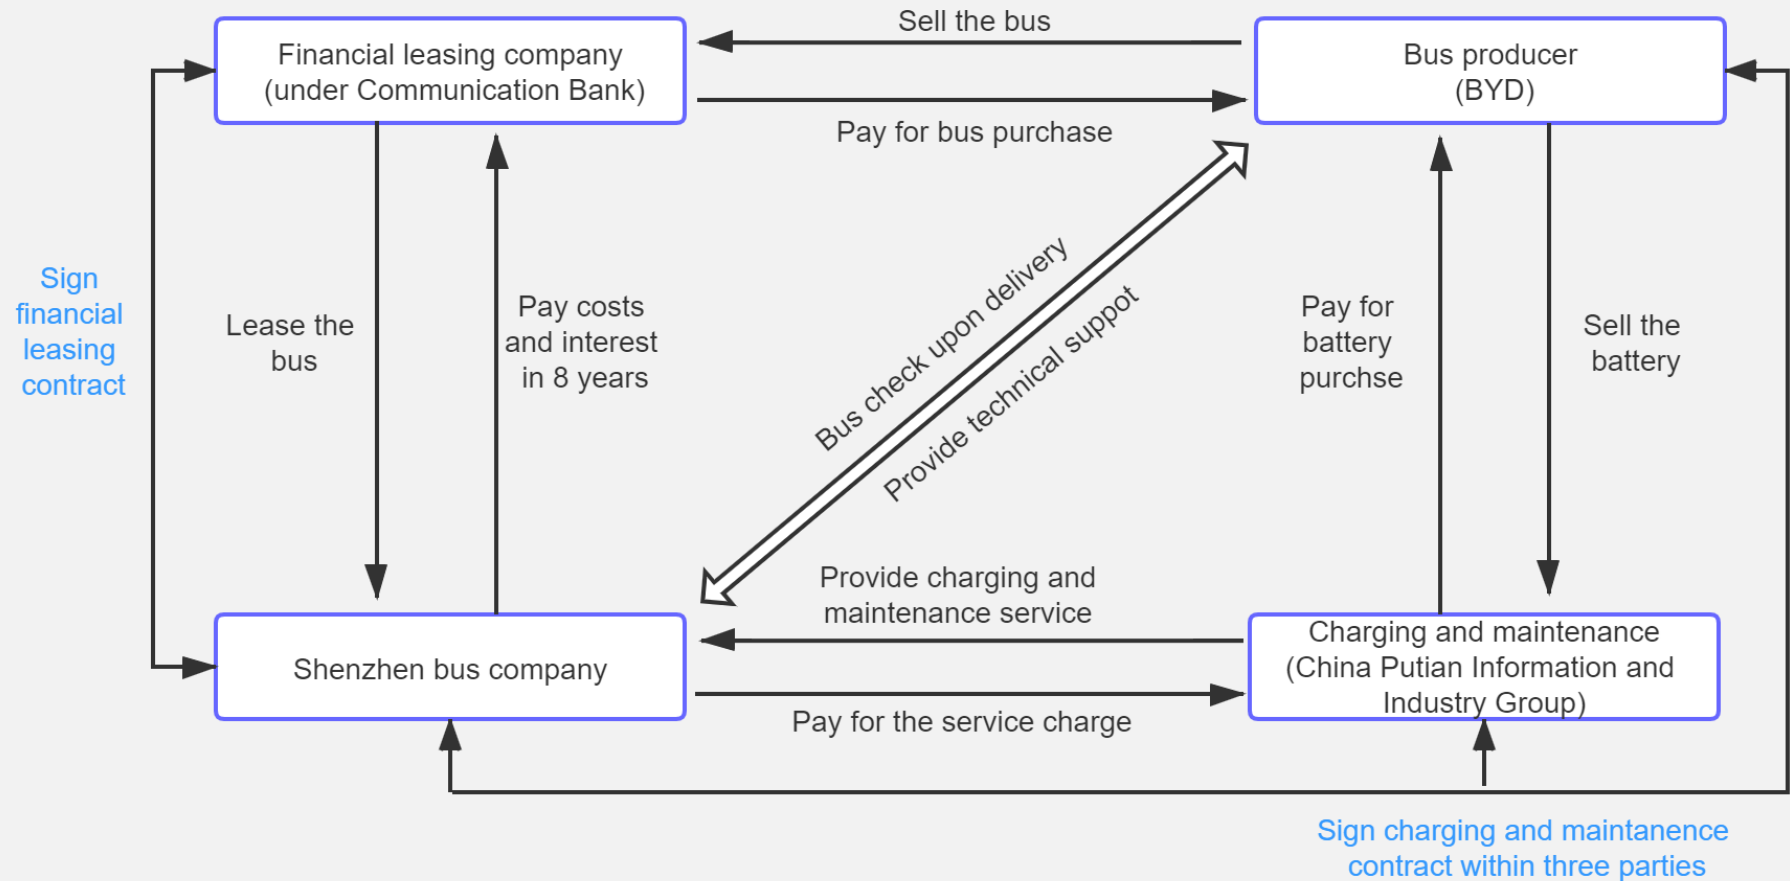 Sell the bus
Financial leasing company
(under Communication Bank)
Bus producer
(BYD)
Pay for bus purchase
Sign
financial
leasing
contract
Lease the
bus
Pay costs
and interest
in 8 years
Bus check upon delivery
Provide technical suppot
Pay for
battery
purchse
Sell the
battery
Provide charging and
maintenance service
Shenzhen bus company
Charging and maintenance
(China Putian Information and
Industry Group)
Pay for the service charge
Sign charging and maintanence
contract within three parties